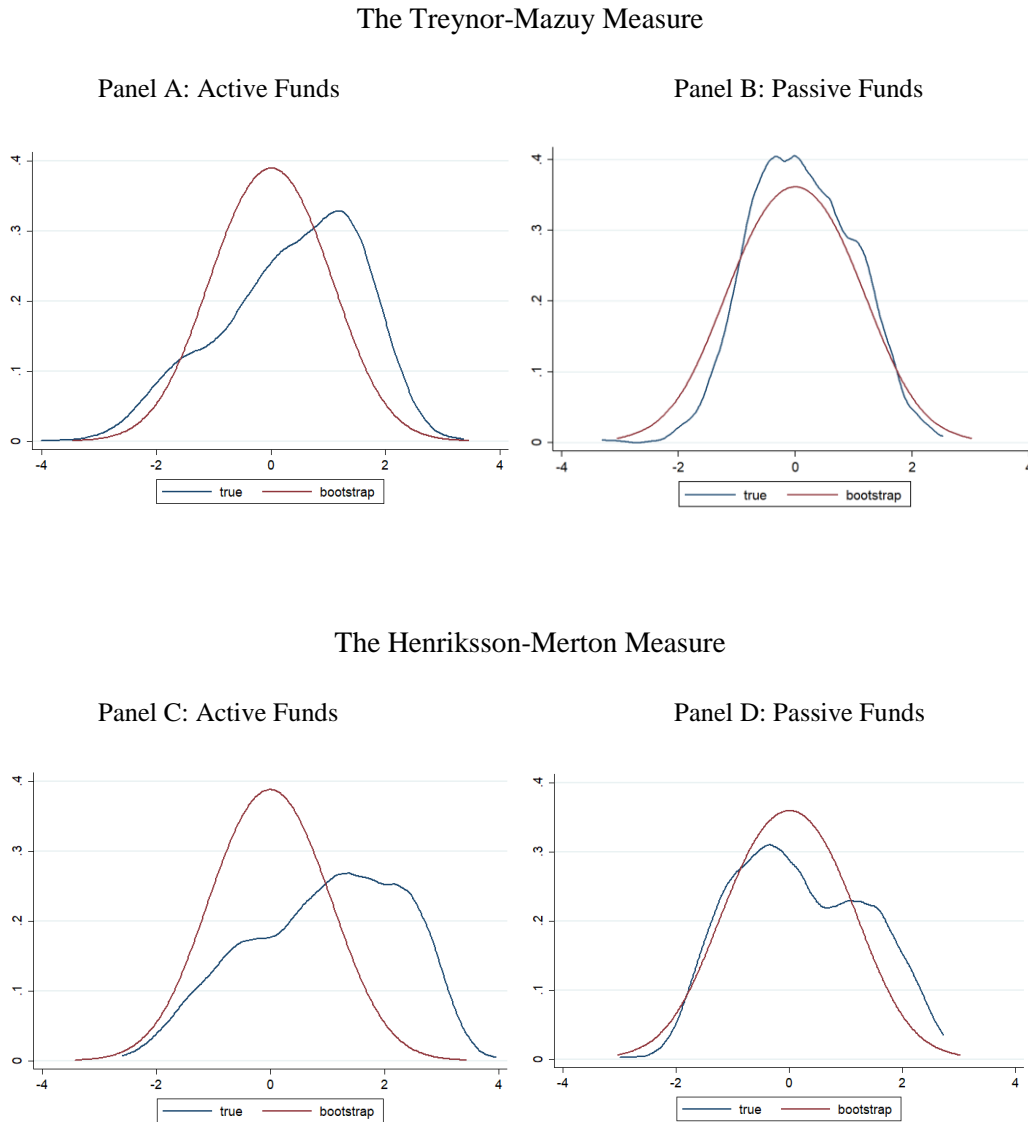 The Treynor-Mazuy Measure
Panel A: Active Funds
Panel B: Passive Funds
.4
.3
.2
.1
0
-4
-2
0
2
4
true
bootstrap
.4
.3
.2
.1
0
-4
-2
0
2
4
true
bootstrap
The Henriksson-Merton Measure
Panel C: Active Funds
Panel D: Passive Funds
.4
.3
.2
.1
0
-4
-2
0
2
4
true
bootstrap
.4
.3
.2
.1
0
-4
-2
0
2
4
true
bootstrap